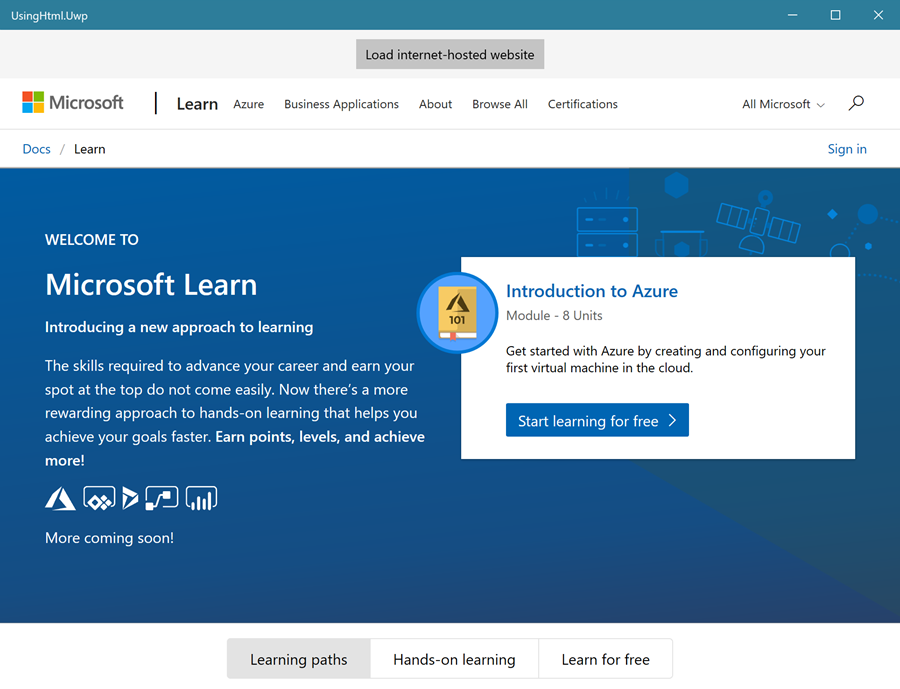 UsingHtml.Uwp
Load internet-hosted website
Microsoft Learn Azure Business Applications About Browse All Certifications All Microsoft
Docs / Learn Sign in
WELCOME TO
Microsoft Learn
Introducing a new approach to learning
The skills required to advance your career and earn your
spot at the top do not come easily. Now there’s a more
rewarding approach to hands-on learning that helps you
achieve your goals faster. Earn points, levels, and achieve
more!
More coming soon!
101
Introduction to Azure
Module - 8 Units
Get started with Azure by creating and configuring your
first virtual machine in the cloud.
Start learning for free
Learning paths Hands-on learning Learn for free